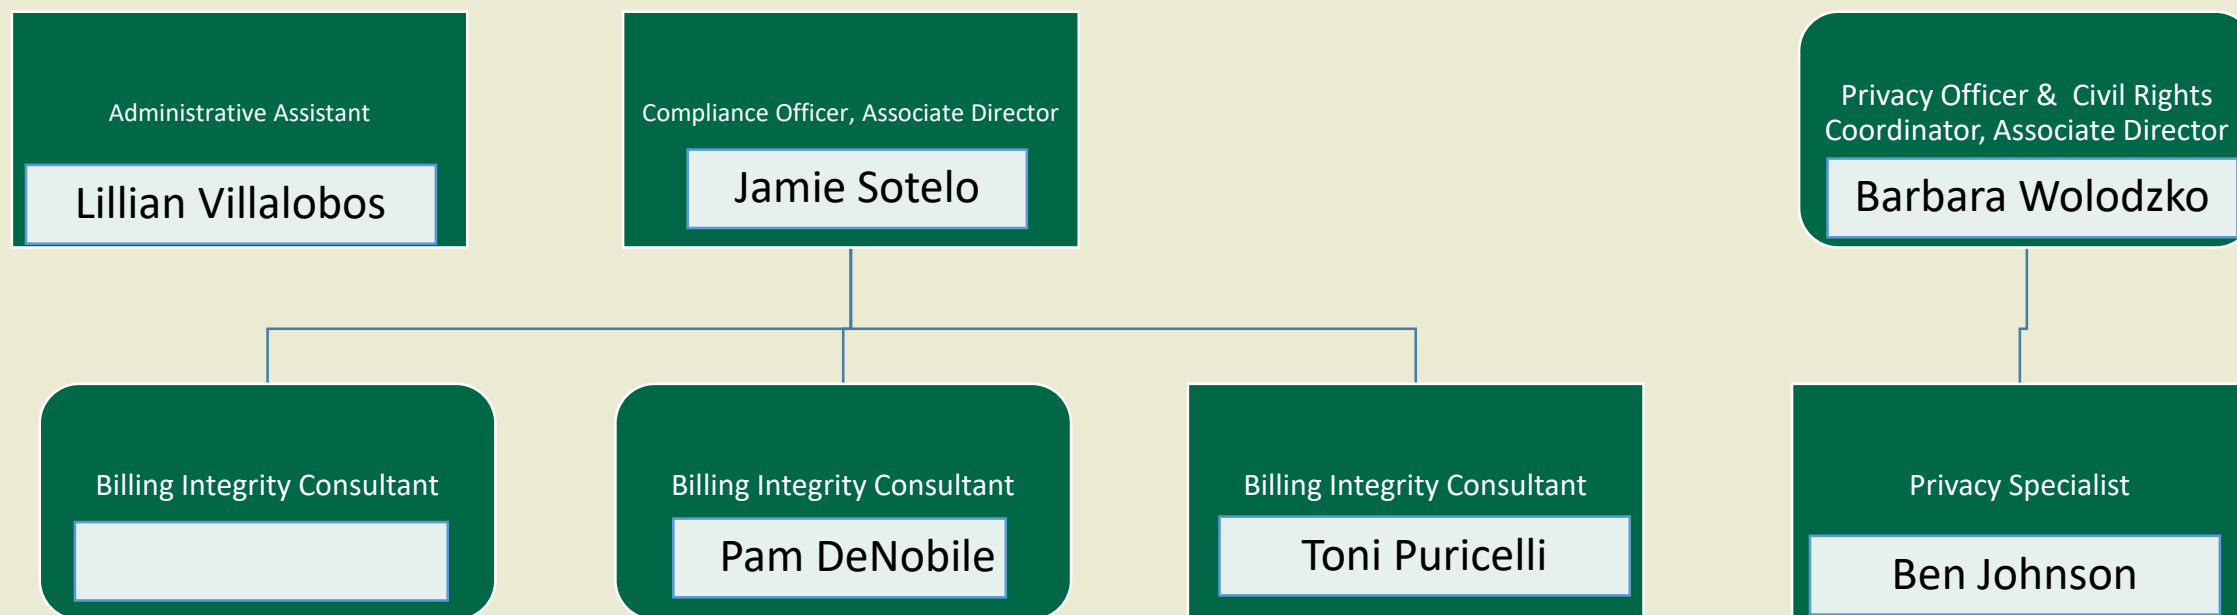 Administrative Assistant
Lillian Villalobos
Compliance Officer, Associate Director
Jamie Sotelo
Privacy Officer & Civil Rights
Coordinator, Associate Director
Barbara Wolodzko
Billing Integrity Consultant
Billing Integrity Consultant
Pam DeNobile
Billing Integrity Consultant
Toni Puricelli
Privacy Specialist
Ben Johnson